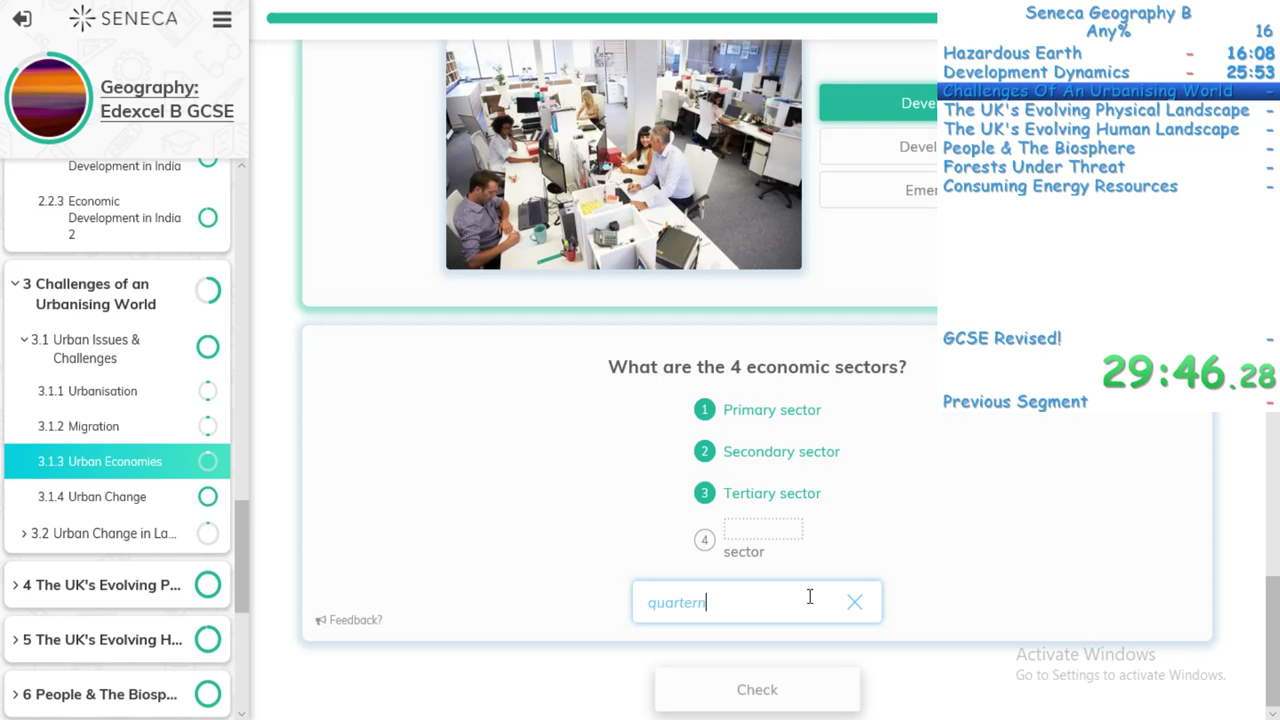 SENECA
Geography:
Edexcel B GCSE
Development in India
2.2.3 Economic
Development in India
2
3 Challenges of an
Urbanising World
3.1 Urban Issues &
Challenges
3.1.1 Urbanisation
3.1.2 Migration
3.1.3 Urban Economies
3.1.4 Urban Change
3.2 Urban Change in La...
4 The UK's Evolving P...
5 The UK's Evolving H...
6 People & The Biosp...
Deve
Devel
Emer
What are the 4 economic sectors?
1 Primary sector
2 Secondary sector
3 Tertiary sector
4
sector
quartern
Feedback?
Check
Seneca Geography B
Any% 16
Hazardous Earth - 16:08
Development Dynamics - 25:53
Challenges Of An Urbanising World -
The UK's Evolving Physical Landscape -
The UK's Evolving Human Landscape -
People & The Biosphere -
Forests Under Threat -
Consuming Energy Resources -
GCSE Revised! -
29:46.28
Previous Segment -
Activate Windows
Go to Settings to activate Windows.